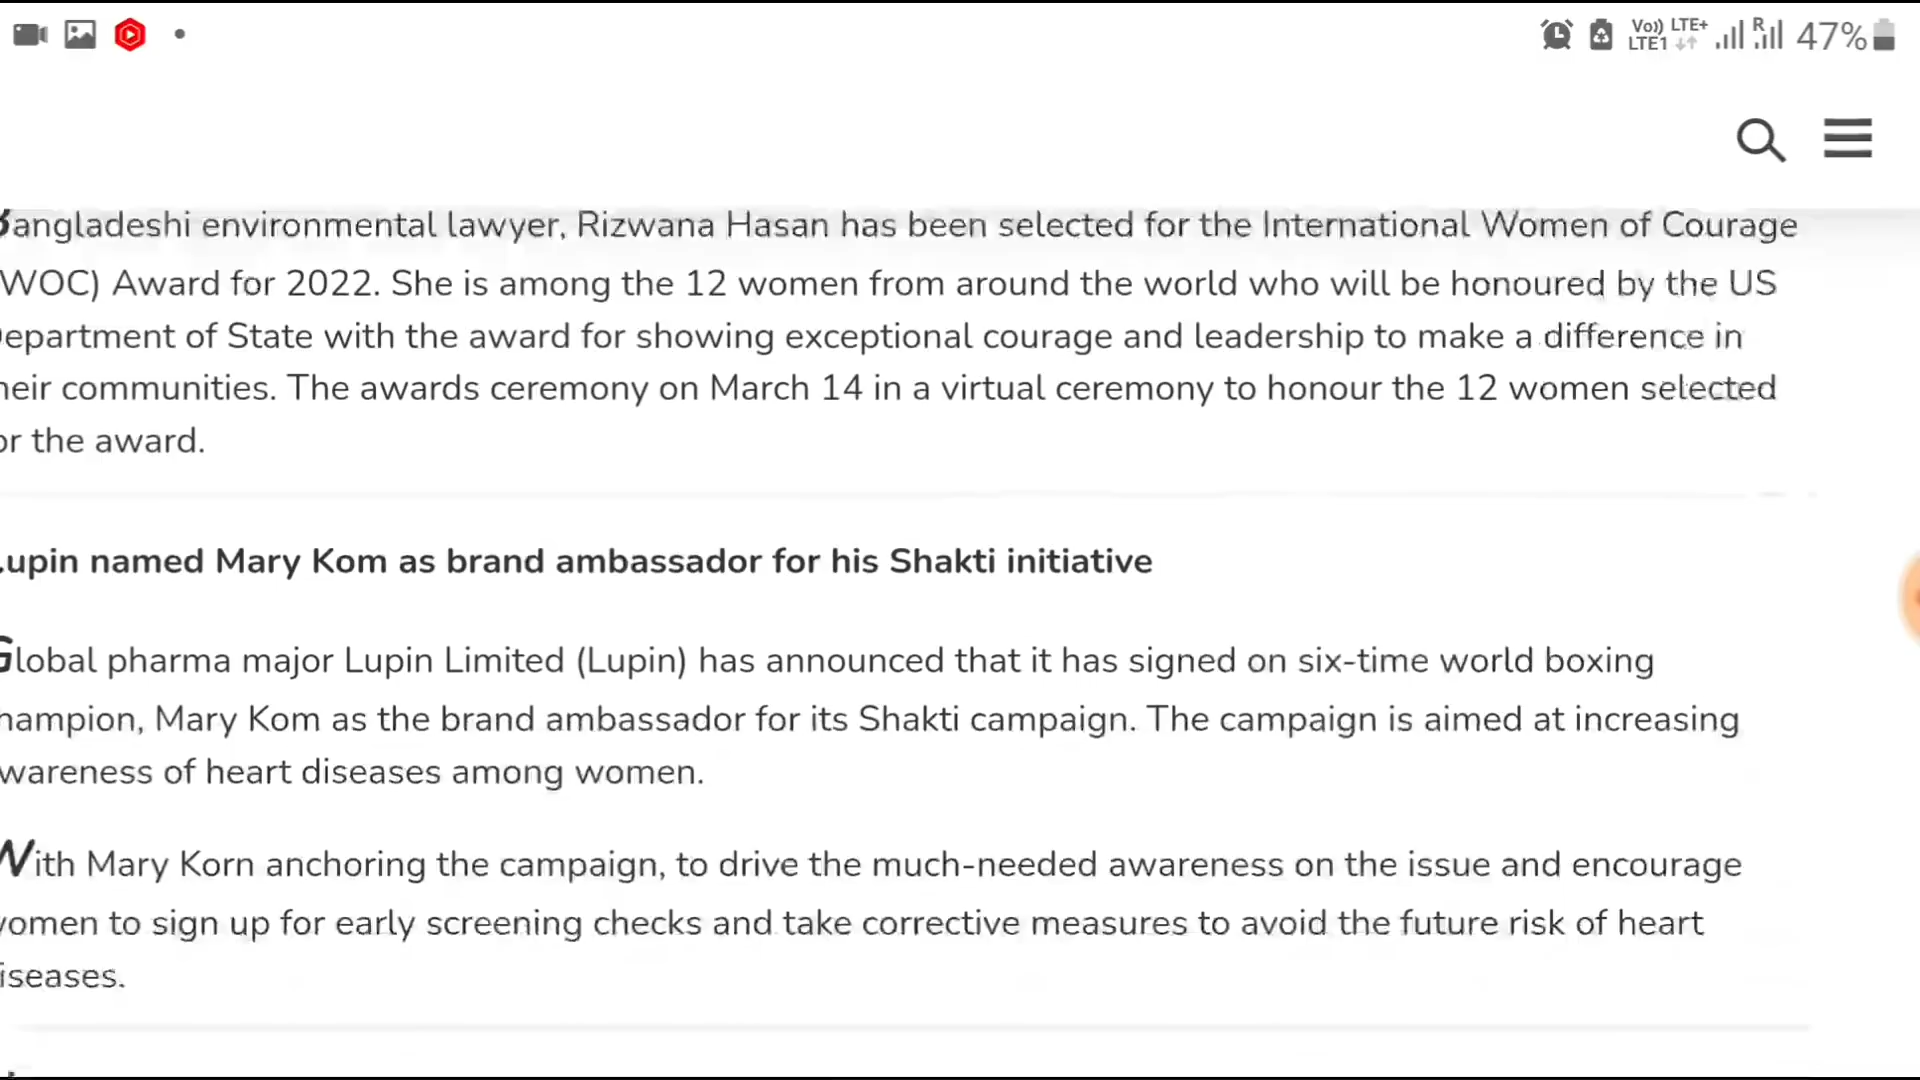 Vo)) LTE+
LTE1
R
47%
angladeshi environmental lawyer, Rizwana Hasan has been selected for the International Women of Courage
WOC) Award for 2022. She is among the 12 women from around the world who will be honoured by the US
epartment of State with the award for showing exceptional courage and leadership to make a difference in
heir communities. The awards ceremony on March 14 in a virtual ceremony to honour the 12 women selected
or the award.
upin named Mary Kom as brand ambassador for his Shakti initiative
Global pharma major Lupin Limited (Lupin) has announced that it has signed on six-time world boxing
hampion, Mary Kom as the brand ambassador for its Shakti campaign. The campaign is aimed at increasing
wareness of heart diseases among women.
With Mary Korn anchoring the campaign, to drive the much-needed awareness on the issue and encourage
women to sign up for early screening checks and take corrective measures to avoid the future risk of heart
iseases.